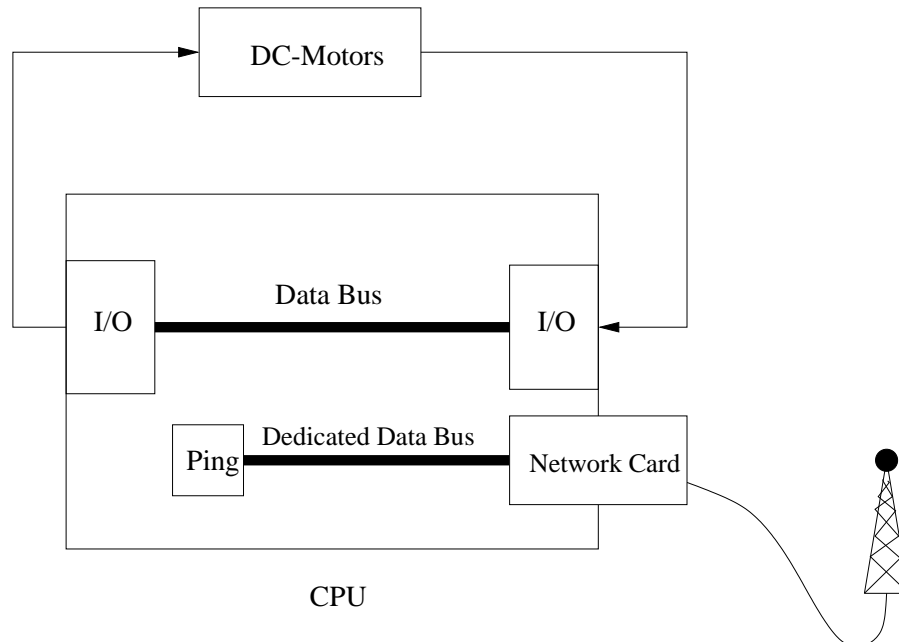 DC-Motors
Data Bus
I/O
I/O
Dedicated Data Bus
Ping
Network Card
CPU